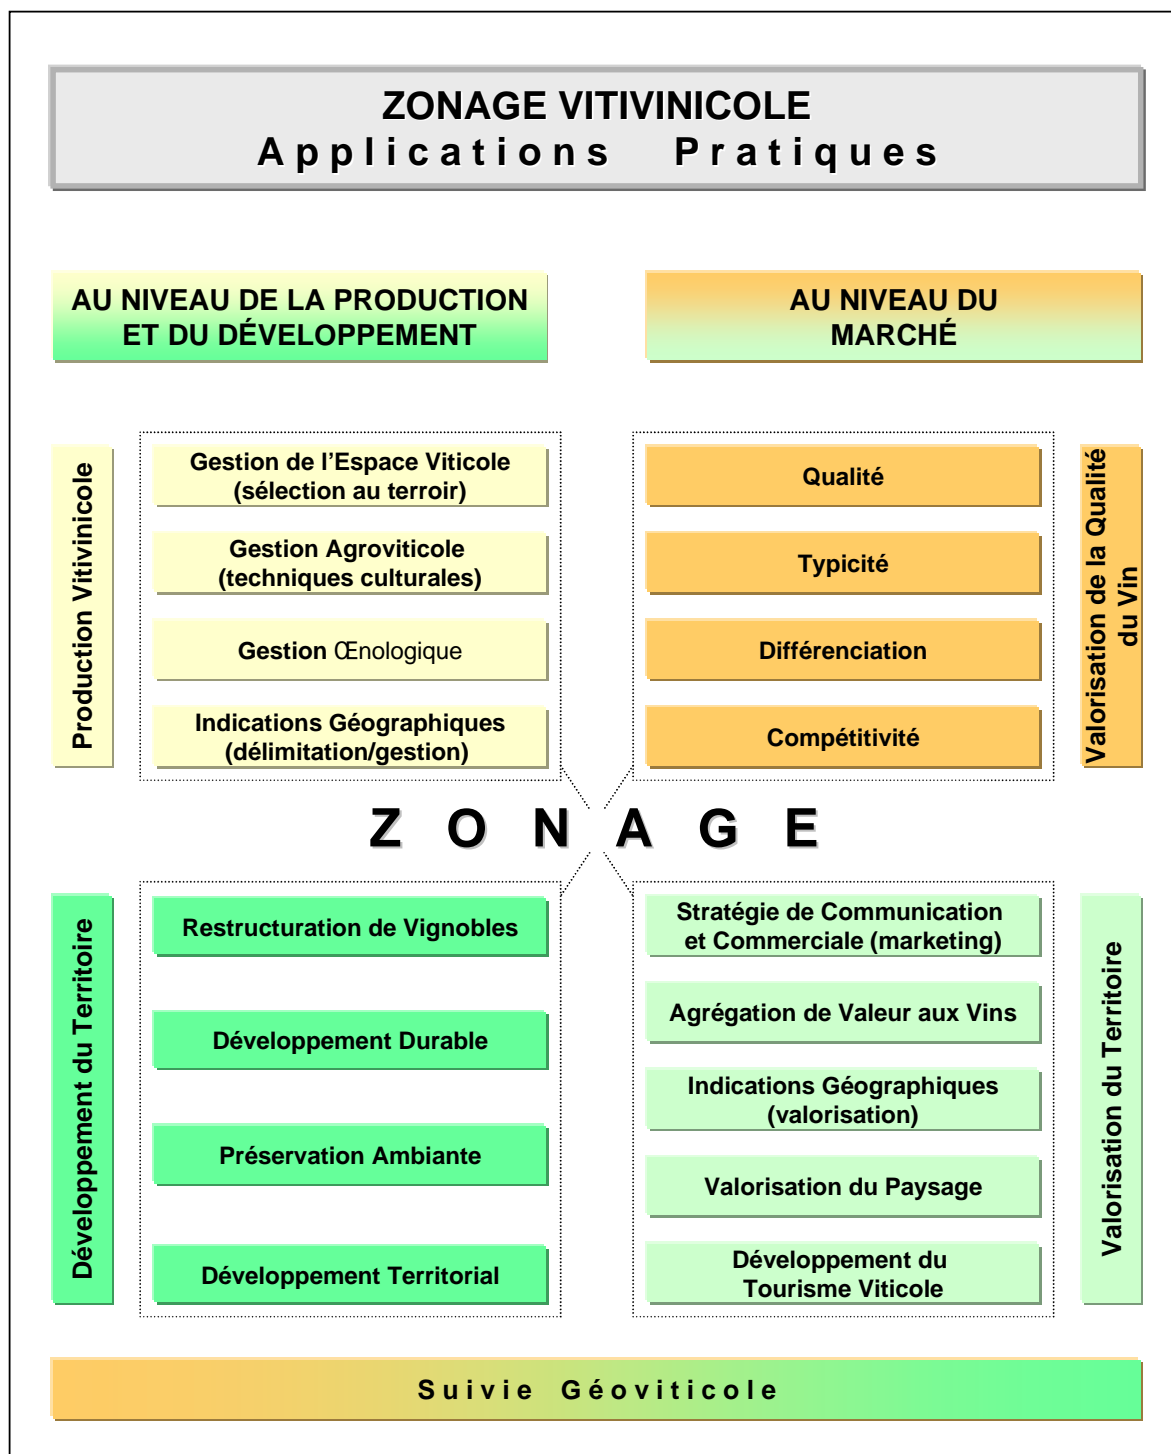 ZONAGE VITIVINICOLE
Applications Pratiques
AU NIVEAU DE LA PRODUCTION
ET DU DÉVELOPPEMENT
AU NIVEAU DU
MARCHÉ
Production Vitivinicole
Gestion de l’Espace Viticole
(sélection au terroir)
Gestion Agroviticole
(techniques culturales)
Gestion Œnologique
Indications Géographiques
(délimitation/gestion)
Qualité
Typicité
Différenciation
Compétitivité
Valorisation de la Qualité
du Vin
ZONAGE
Développement du Territoire
Restructuration de Vignobles
Développement Durable
Préservation Ambiante
Développement Territorial
Stratégie de Communication
et Commerciale (marketing)
Agrégation de Valeur aux Vins
Indications Géographiques
(valorisation)
Valorisation du Paysage
Développement du
Tourisme Viticole
Valorisation du Territoire
Suivie Géoviticole